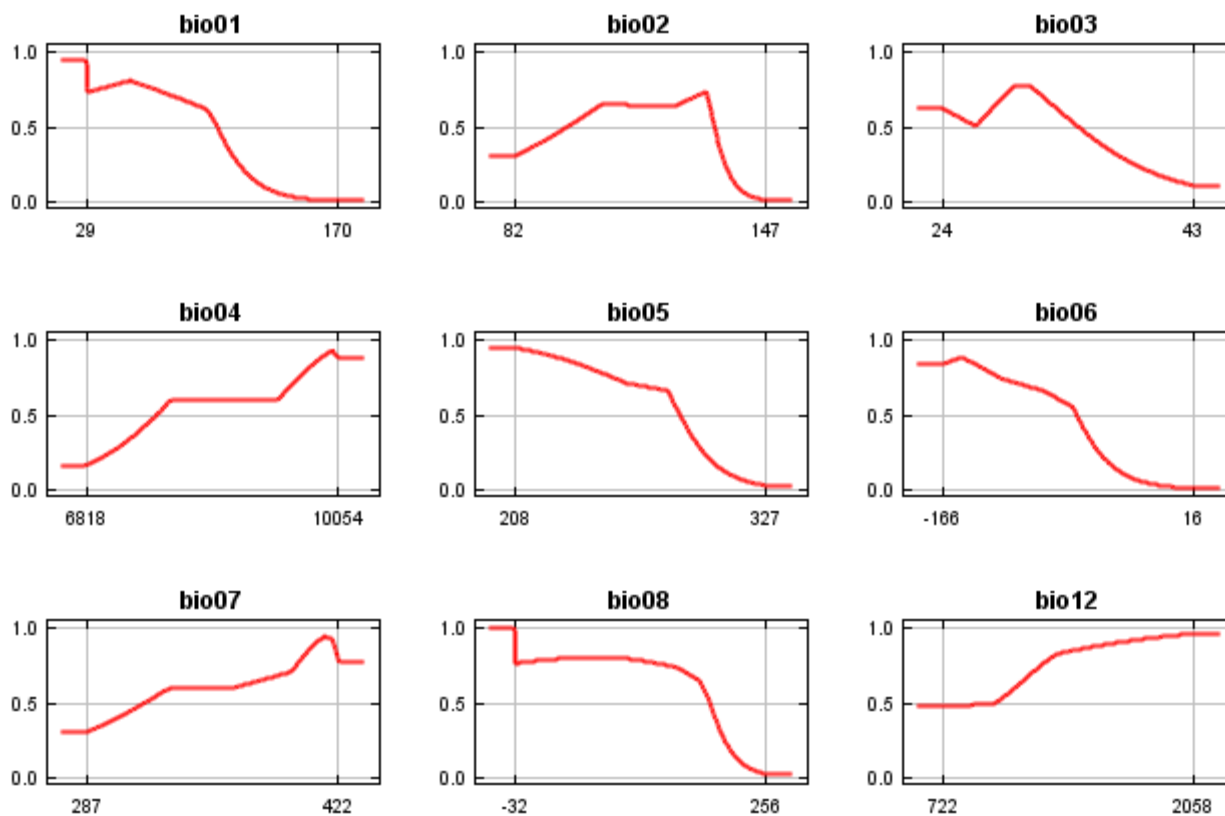 bio01 bio02 bio03
1.0 1.0 1.0
0.5 0.5 0.5
0.0 0.0 0.0
29 170 82 147 24 43
bio04 bio05 bio06
1.0 1.0 1.0
0.5 0.5 0.5
0.0 0.0 0.0
6818 10054 208 327 -166 16
bio07 bio08 bio12
1.0 1.0 1.0
0.5 0.5 0.5
0.0 0.0 0.0
287 422 -32 256 722 2058